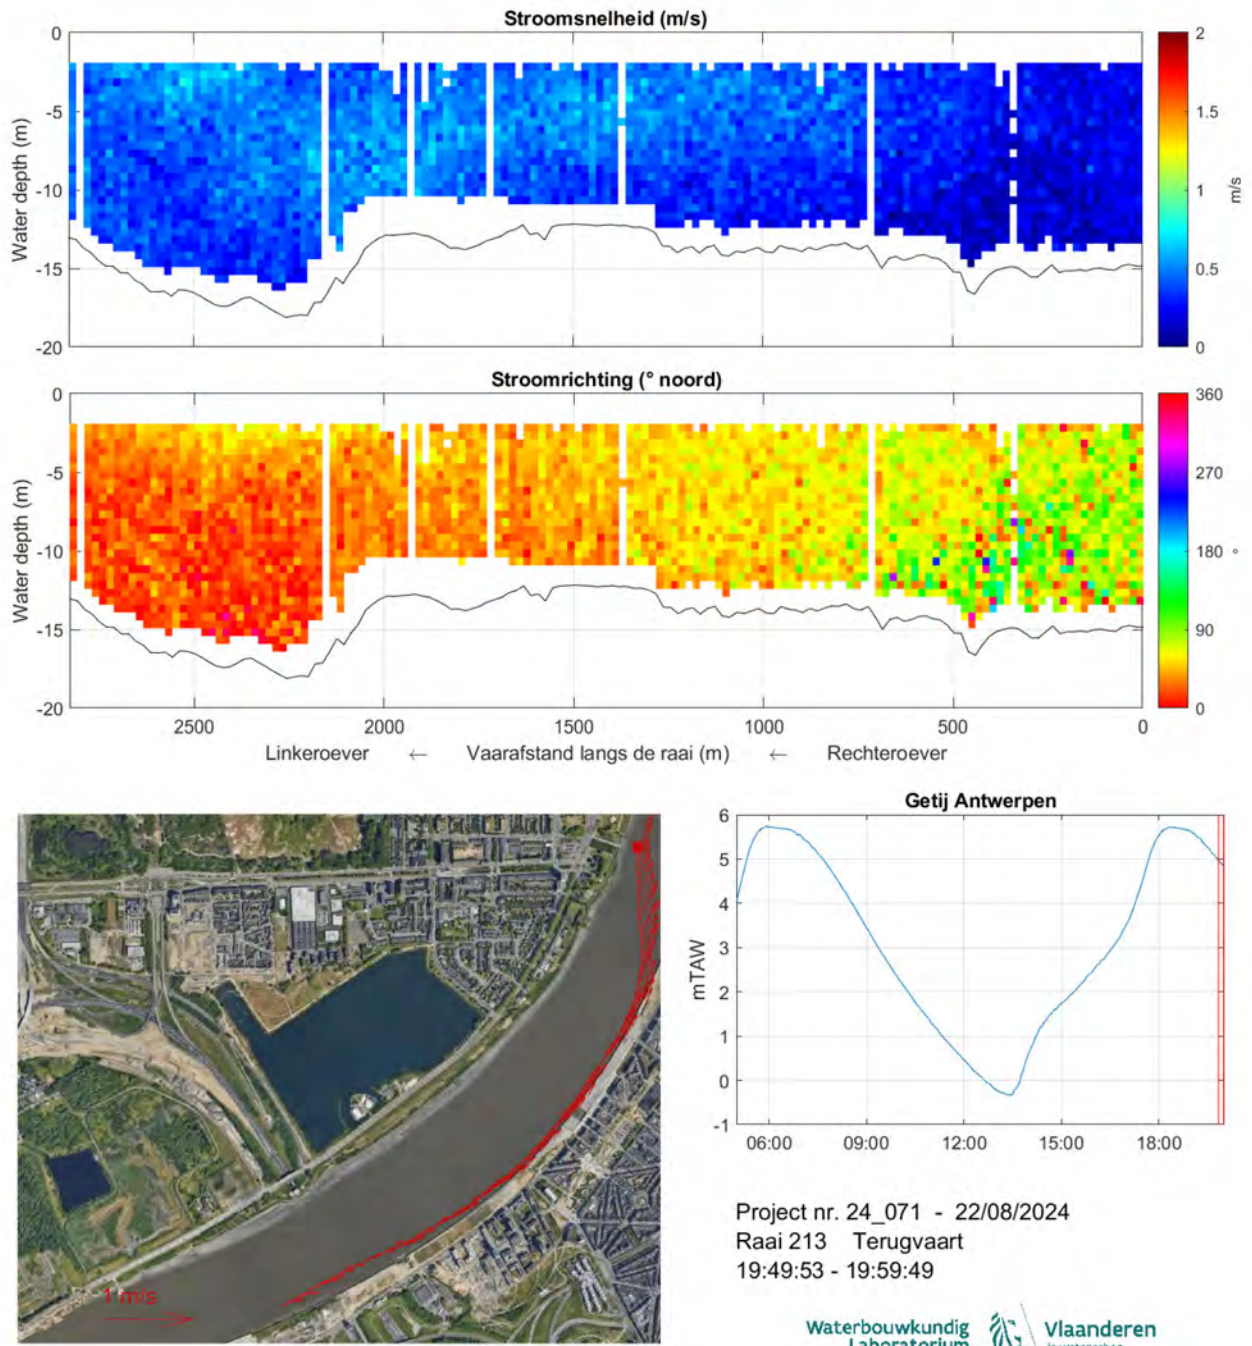 Stroomsnelheid (m/s)
0
-5
-10
-15
-20
Water depth (m)
2
1.5
1
0.5
0
m/s
Stroomrichting (° noord)
0
-5
-10
-15
-20
Water depth (m)
360
270
180
90
0
°
2500 2000 1500 1000 500 0
Linkeroever ← Vaarafstand langs de raai (m) ← Rechteroever
1 m/s
Getij Antwerpen
6
5
4
3
2
1
0
-1
mTAW
06:00 09:00 12:00 15:00 18:00
Project nr. 24_071 - 22/08/2024
Raai 213 Terugvaart
19:49:53 - 19:59:49
Waterbouwkundig
Laboratorium
Vlaanderen